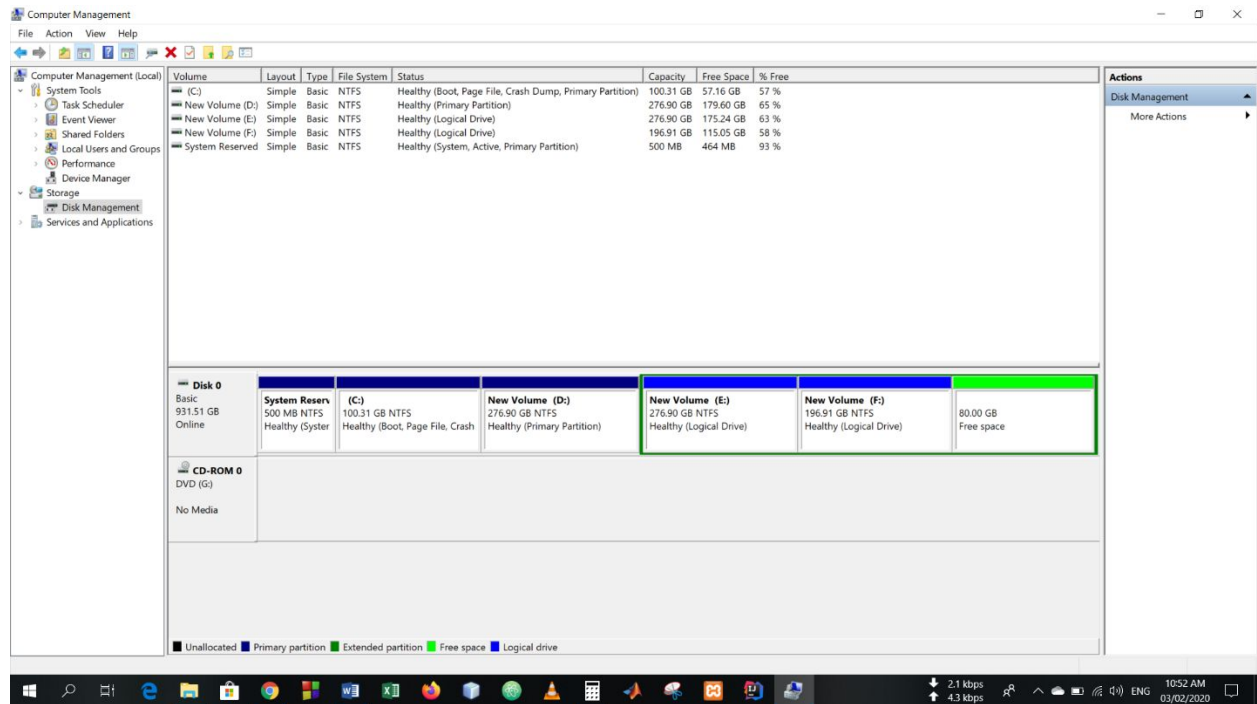 Computer Management
File Action View Help
Computer Management (Local)
System Tools
Task Scheduler
Event Viewer
Shared Folders
Local Users and Groups
Performance
Device Manager
Storage
Disk Management
Services and Applications
Volume Layout Type File System Status Capacity Free Space % Free
(C:) Simple Basic NTFS Healthy (Boot, Page File, Crash Dump, Primary Partition) 100.31 GB 57.16 GB 57 %
New Volume (D:) Simple Basic NTFS Healthy (Primary Partition) 276.90 GB 179.60 GB 65 %
New Volume (E:) Simple Basic NTFS Healthy (Logical Drive) 276.90 GB 175.24 GB 63 %
New Volume (F:) Simple Basic NTFS Healthy (Logical Drive) 196.91 GB 115.05 GB 58 %
System Reserved Simple Basic NTFS Healthy (System, Active, Primary Partition) 500 MB 464 MB 93 %
Actions
Disk Management
More Actions
Disk 0
Basic
931.51 GB
Online
System Reserv
500 MB NTFS
Healthy (Syster
(C:)
100.31 GB NTFS
Healthy (Boot, Page File, Crash
New Volume (D:)
276.90 GB NTFS
Healthy (Primary Partition)
New Volume (E:)
276.90 GB NTFS
Healthy (Logical Drive)
New Volume (F:)
196.91 GB NTFS
Healthy (Logical Drive)
80.00 GB
Free space
CD-ROM 0
DVD (G:)
No Media
Unallocated Primary partition Extended partition Free space Logical drive
2.1 kbps
4.3 kbps
ENG
10:52 AM
03/02/2020